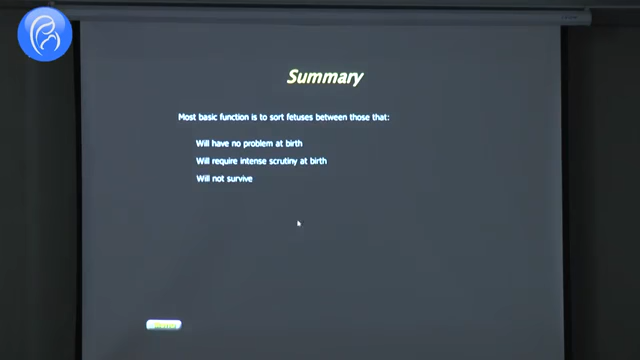 Summary
Most basic function is to sort fetuses between those that:
Will have no problem at birth
Will require intense scrutiny at birth
Will not survive